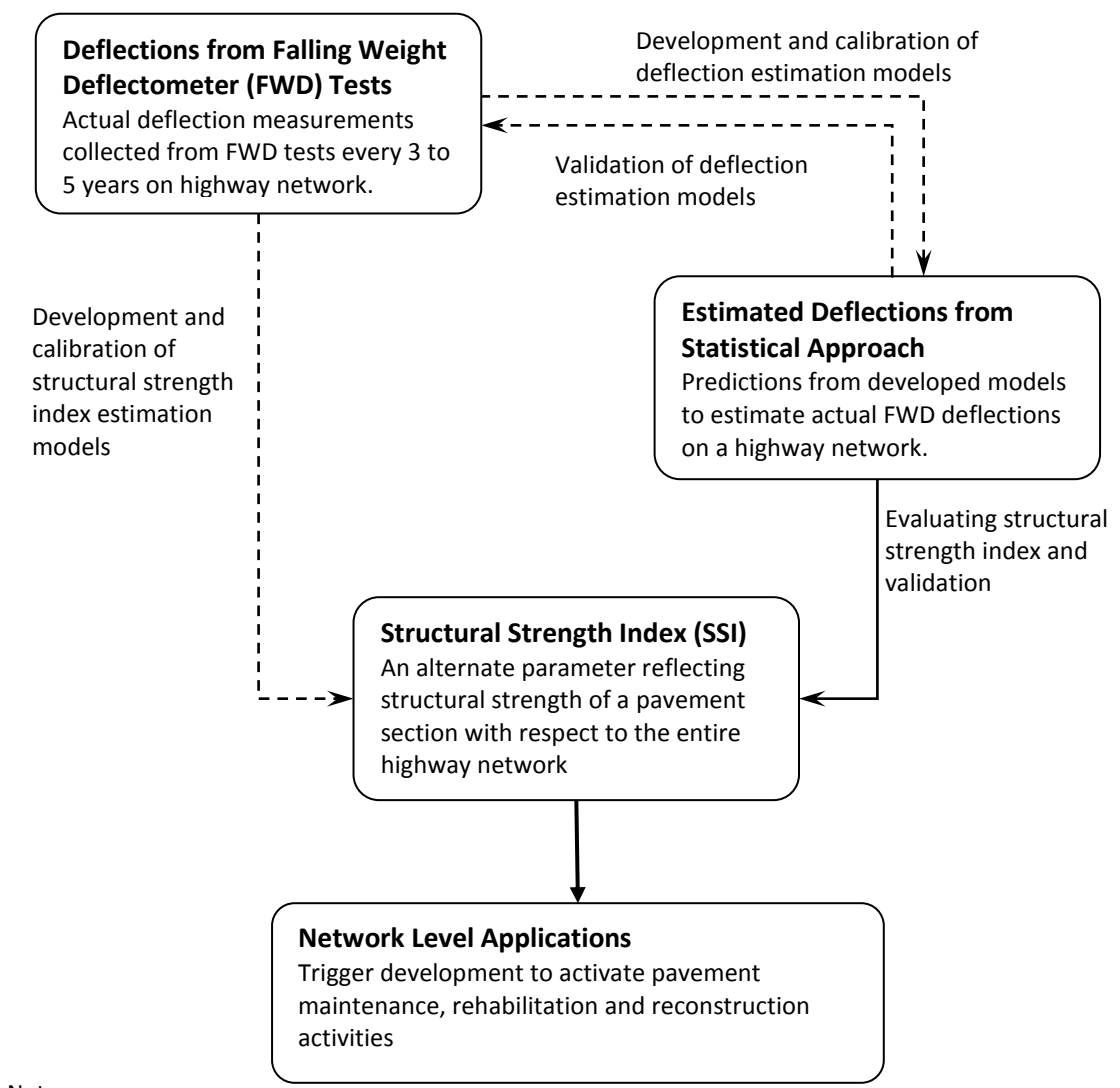 Deflections from Falling Weight
Deflectometer (FWD) Tests
Actual deflection measurements
collected from FWD tests every 3 to
5 years on highway network.
Development and calibration of
deflection estimation models
Validation of deflection
estimation models
Development and
calibration of
structural strength
index estimation
models
Estimated Deflections from
Statistical Approach
Predictions from developed models
to estimate actual FWD deflections
on a highway network.
Evaluating structural
strength index and
validation
Structural Strength Index (SSI)
An alternate parameter reflecting
structural strength of a pavement
section with respect to the entire
highway network
Network Level Applications
Trigger development to activate pavement
maintenance, rehabilitation and reconstruction
activities